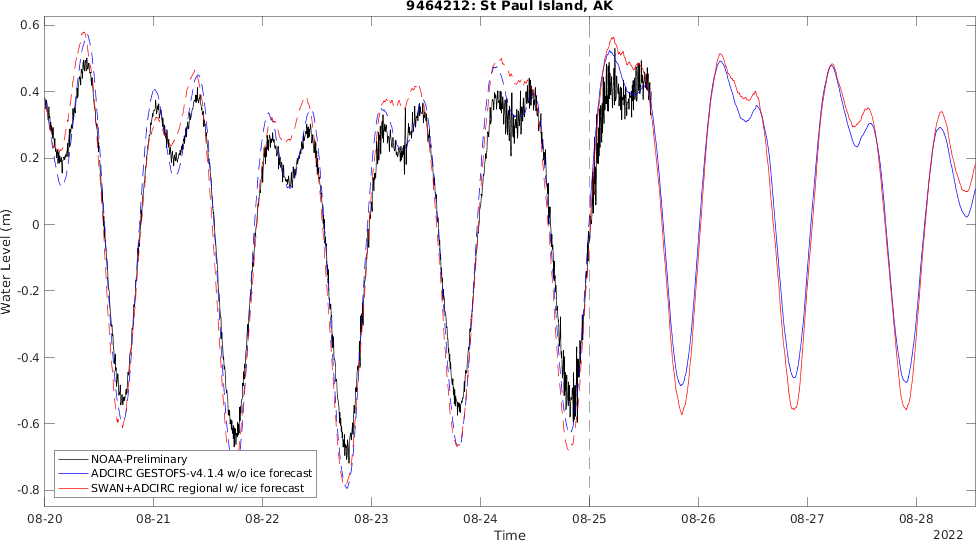 9464212: St Paul Island, AK
Water Level (m)
0.6
0.4
0.2
0
-0.2
-0.4
-0.6
-0.8
NOAA-Preliminary
ADCIRC GESTOFS-v4.1.4 w/o ice forecast
SWAN+ADCIRC regional w/ ice forecast
08-20 08-21 08-22 08-23 08-24 08-25 08-26 08-27 08-28
Time
2022